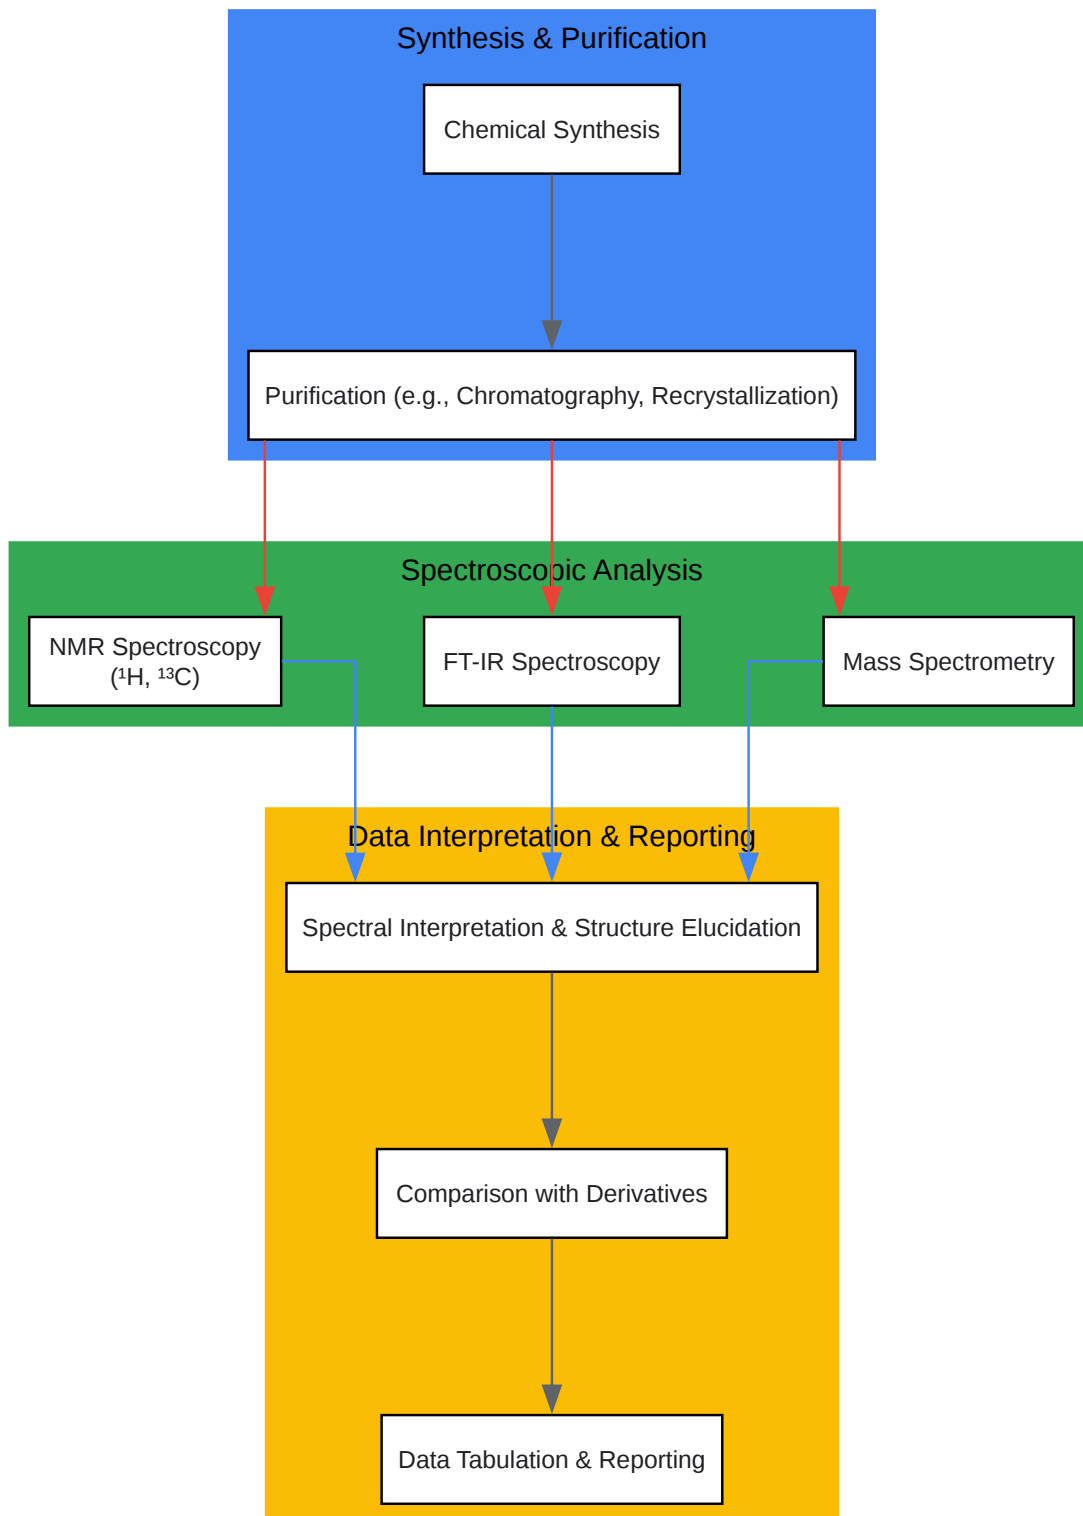 Synthesis & Purification
Chemical Synthesis
Purification (e.g., Chromatography, Recrystallization)
Spectroscopic Analysis
NMR Spectroscopy
(¹H, ¹³C)
FT-IR Spectroscopy
Mass Spectrometry
Data Interpretation & Reporting
Spectral Interpretation & Structure Elucidation
Comparison with Derivatives
Data Tabulation & Reporting